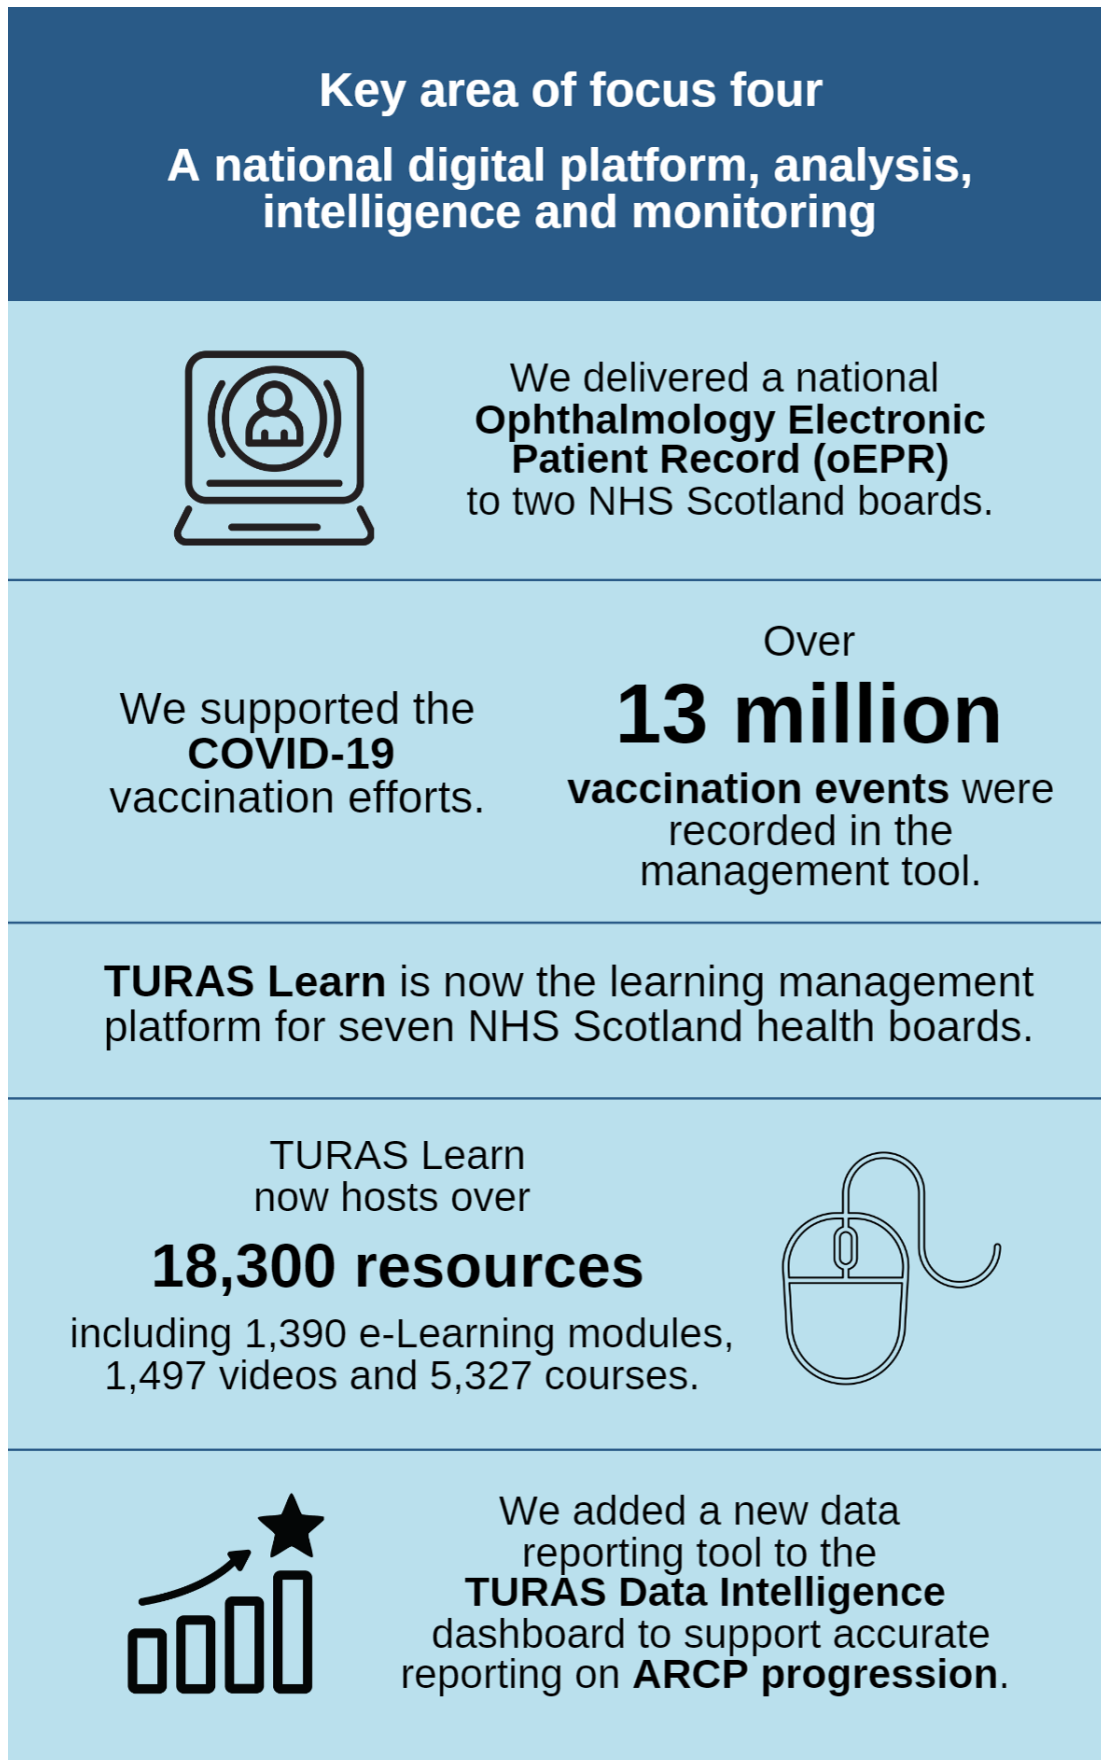 Key area of focus four
A national digital platform, analysis,
intelligence and monitoring
We delivered a national
Ophthalmology Electronic
Patient Record (oEPR)
to two NHS Scotland boards.
We supported the
COVID-19
vaccination efforts.
Over
13 million
vaccination events were
recorded in the
management tool.
TURAS Learn is now the learning management
platform for seven NHS Scotland health boards.
TURAS Learn
now hosts over
18,300 resources
including 1,390 e-Learning modules,
1,497 videos and 5,327 courses.
We added a new data
reporting tool to the
TURAS Data Intelligence
dashboard to support accurate
reporting on ARCP progression.